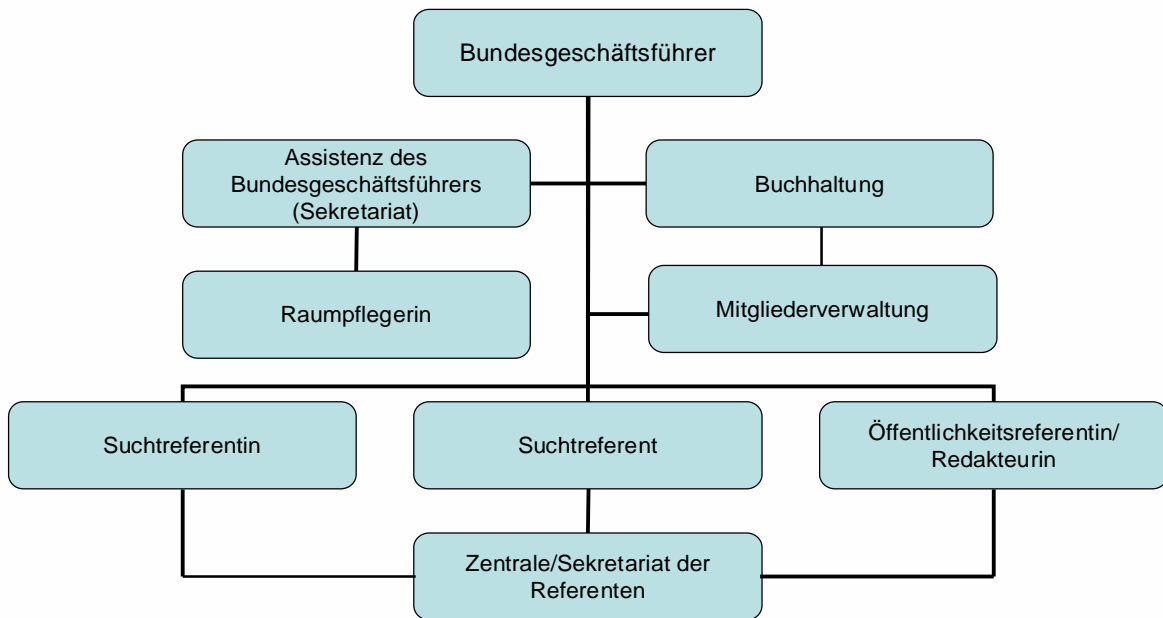 Bundesgeschäftsführer
Assistenz des
Bundesgeschäftsführers
(Sekretariat)
Buchhaltung
Raumpflegerin
Mitgliederverwaltung
Suchtreferentin
Suchtreferent
Öffentlichkeitsreferentin/
Redakteurin
Zentrale/Sekretariat der
Referenten